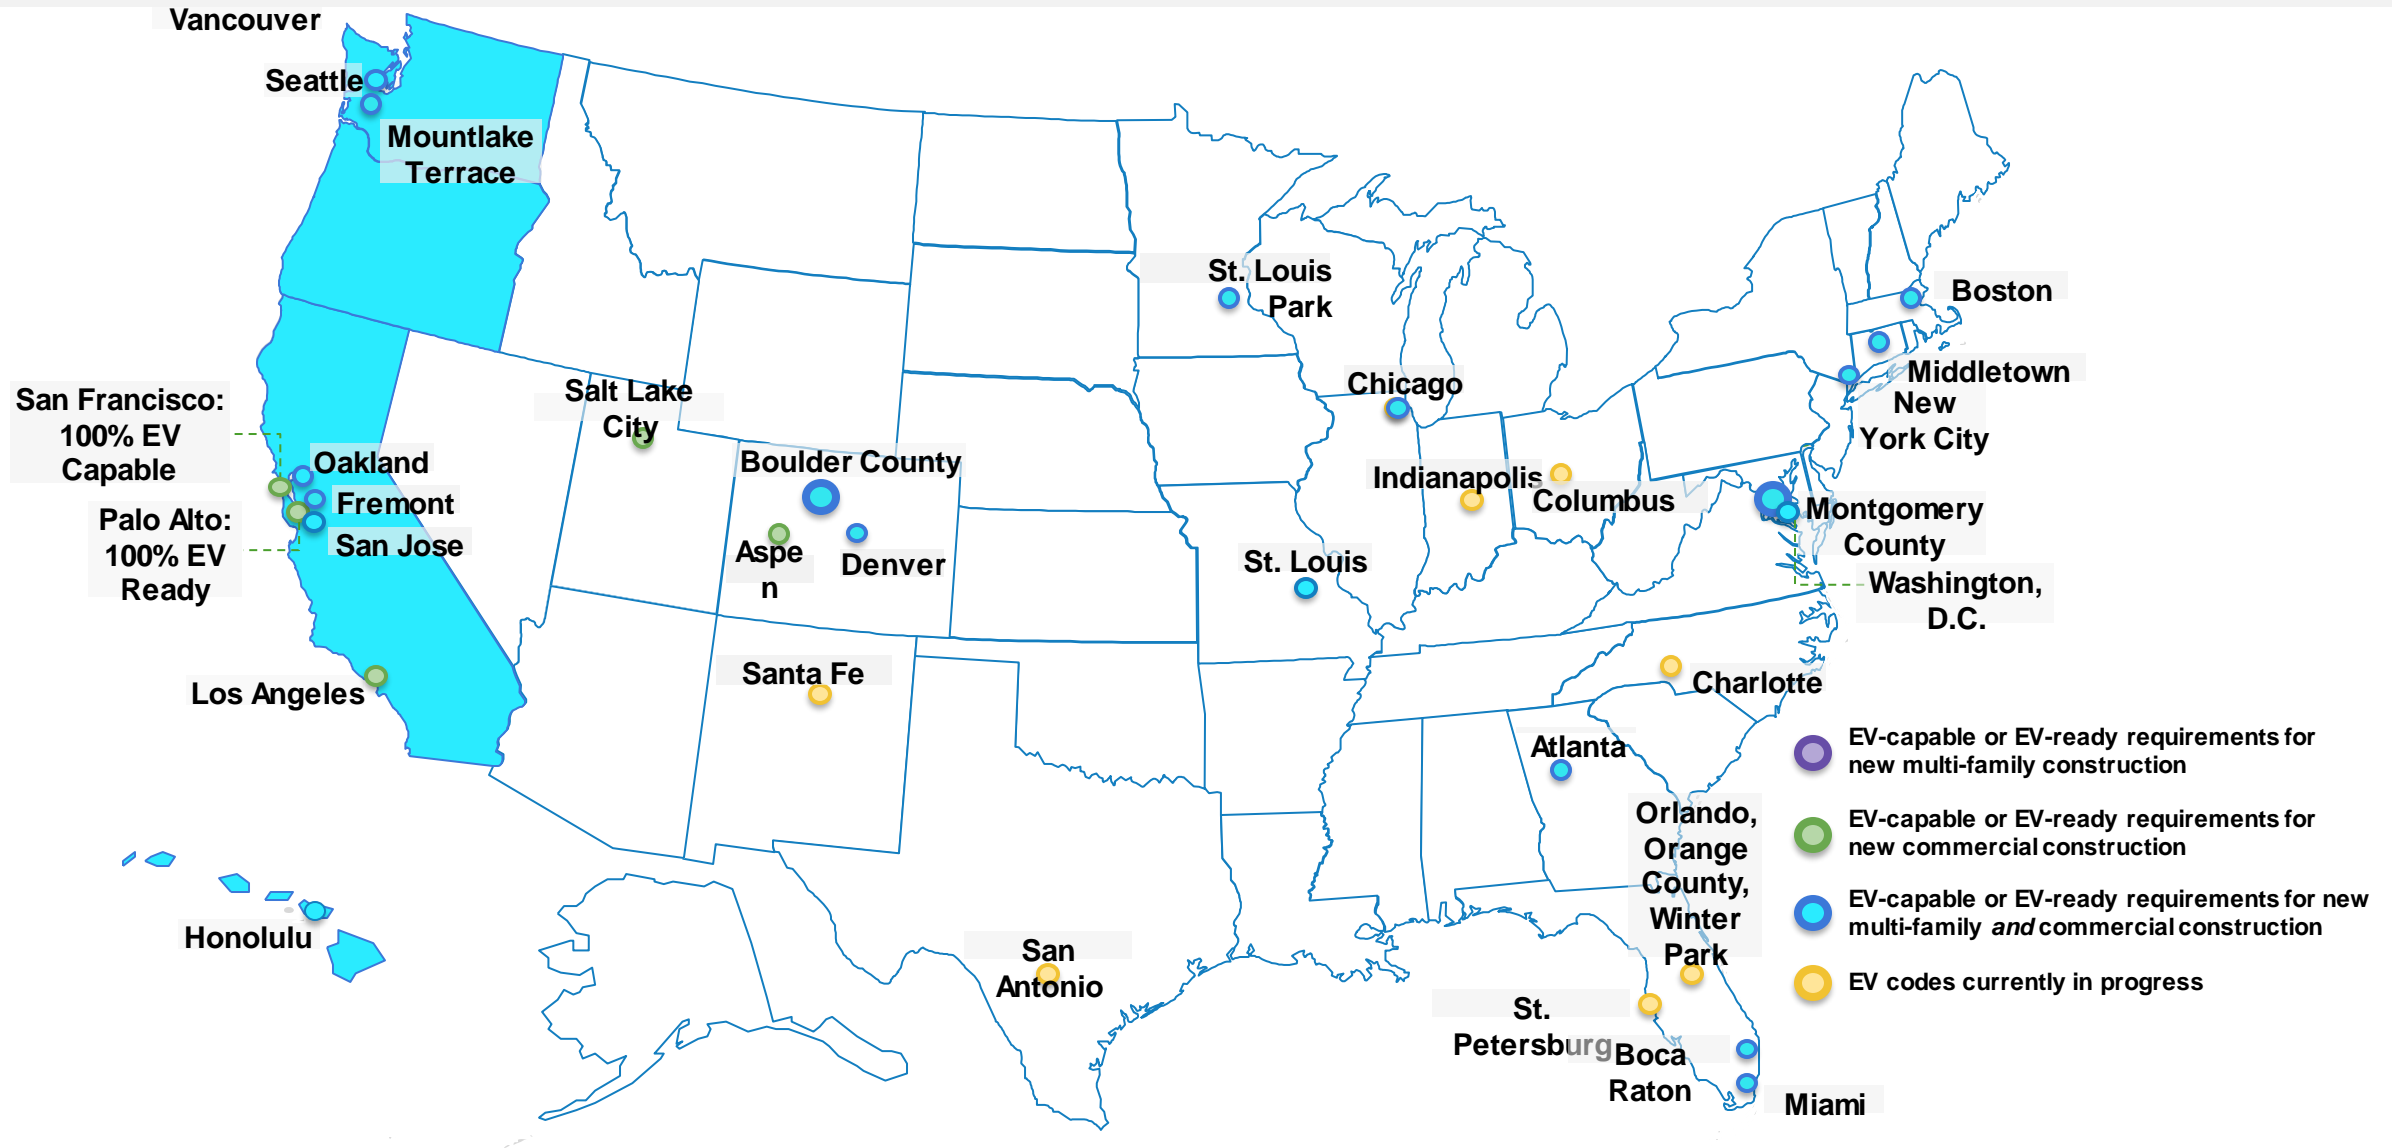 Vancouver
Seattle
Mountlake
Terrace
St. Louis
Park
Boston
Chicago
Middletown
New
York City
Salt Lake
City
San Francisco:
100% EV
Capable
Oakland
Fremont
San Jose
Palo Alto:
100% EV
Ready
Boulder County
Aspe
n
Denver
Indianapolis
Columbus
Montgomery
County
Washington,
D.C.
St. Louis
Los Angeles
Santa Fe
Charlotte
Atlanta
Orlando,
Orange
County,
Winter
Park
Honolulu
San
Antonio
St.
Petersburg
Boca
Raton
Miami
EV-capable or EV-ready requirements for
new multi-family construction
EV-capable or EV-ready requirements for
new commercial construction
EV-capable or EV-ready requirements for new
multi-family and commercial construction
EV codes currently in progress